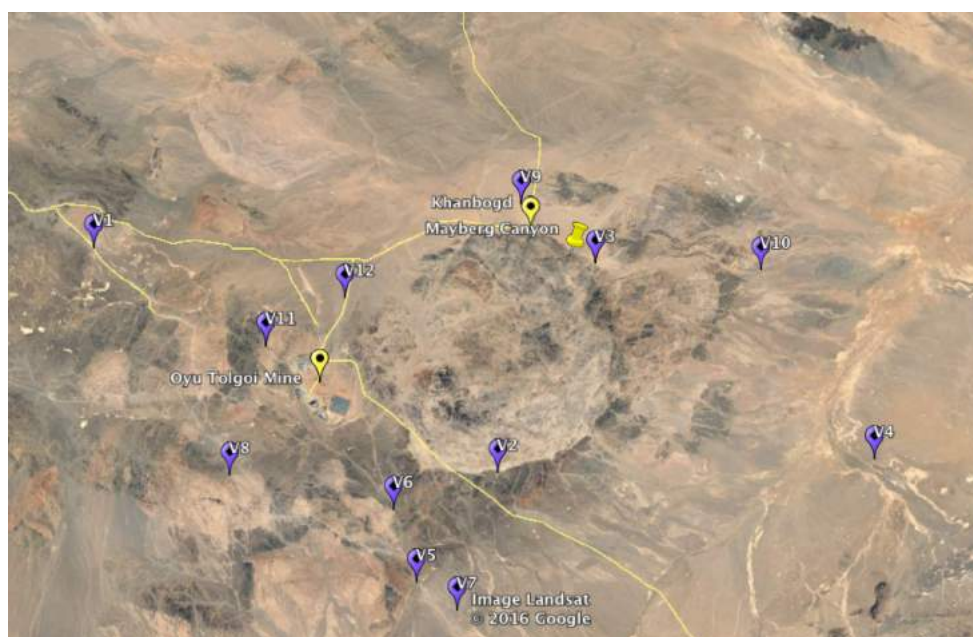 V9
Khanbogd
V1
Mayberg Canyon
V3
V10
V12
V11
Oyu Tolgoi Mine
V2
V4
V8
V6
V5
V7
Image Landsat
© 2016 Google